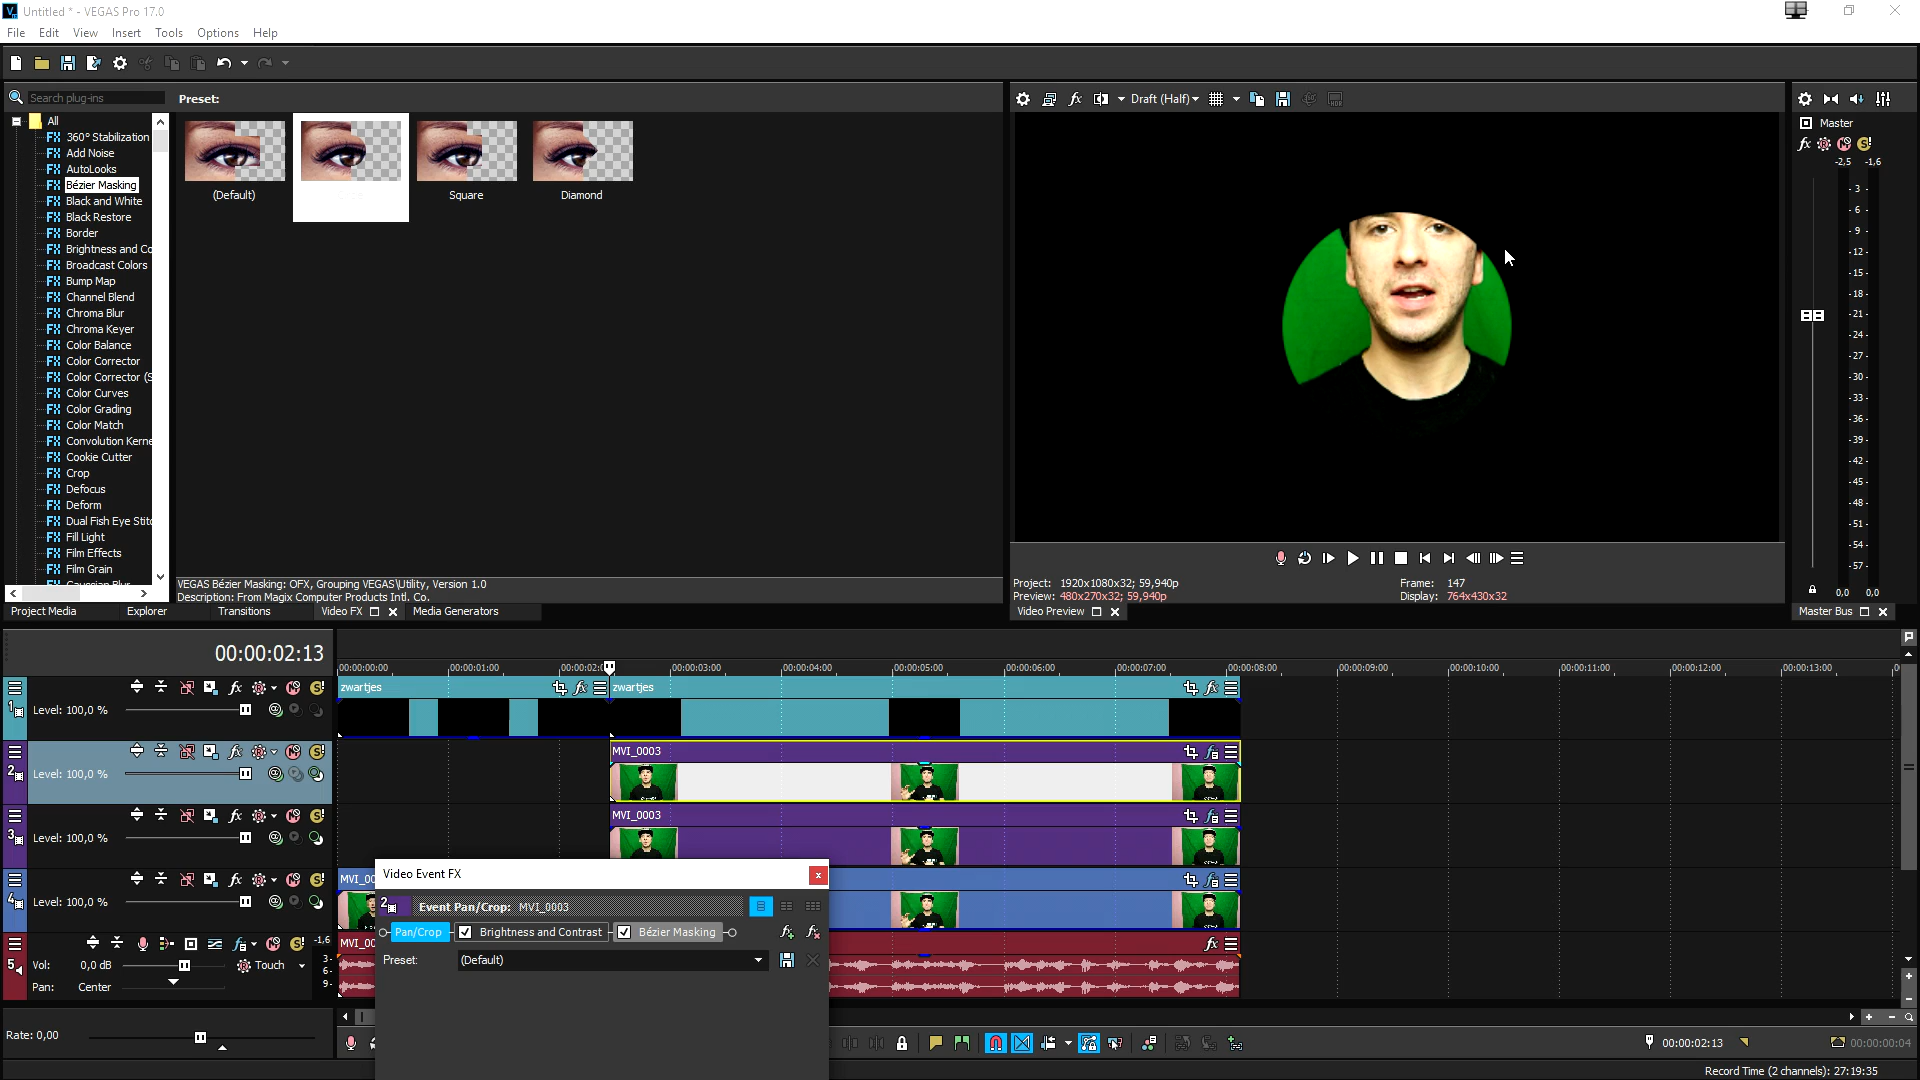 Untitled * - VEGAS Pro 17.0
File Edit View Insert Tools Options Help
Search plug-ins
Preset:
All
360° Stabilization
Add Noise
AutoLooks
Bézier Masking
Black and White
Black Restore
Border
Brightness and Co
Broadcast Colors
Bump Map
Channel Blend
Chroma Blur
Chroma Keyer
Color Balance
Color Corrector
Color Corrector (S
Color Curves
Color Grading
Color Match
Convolution Kerne
Cookie Cutter
Crop
Defocus
Deform
Dual Fish Eye Stitc
Fill Light
Film Effects
Film Grain
Gaussian Blur
(Default)
Square
Diamond
VEGAS Bézier Masking: OFX, Grouping VEGAS\Utility, Version 1.0
Description: From Magix Computer Products Intl. Co.
Project Media Explorer Transitions Video FX Media Generators
Draft (Half)
Project: 1920x1080x32; 59,940p
Preview: 480x270x32; 59,940p
Frame: 147
Display: 764x430x32
Video Preview
Master
-2,5 -1,6
- 3 -
- 6 -
- 9 -
-12-
-15-
-18-
-21-
-24-
-27-
-30-
-33-
-36-
-39-
-42-
-45-
-48-
-51-
-54-
-57-
0,0 0,0
Master Bus
00:00:02:13
00:00:00:00 00:00:01:00 00:00:02:0 00:00:03:00 00:00:04:00 00:00:05:00 00:00:06:00 00:00:07:00 00:00:08:00 00:00:09:00 00:00:10:00 00:00:11:00 00:00:12:00 00:00:13:00
1 Level: 100,0 %
zwartjes zwartjes
2 Level: 100,0 %
MVI_0003
3 Level: 100,0 %
MVI_0003
4 Level: 100,0 %
MVI_00
5 Vol: 0,0 dB Touch
Pan: Center
-1,6
3-
6-
9-
MVI_00
Rate: 0,00
Video Event FX
2 Event Pan/Crop: MVI_0003
Pan/Crop Brightness and Contrast Bézier Masking
Preset: (Default)
00:00:02:13
00:00:00:04
Record Time (2 channels): 27:19:35